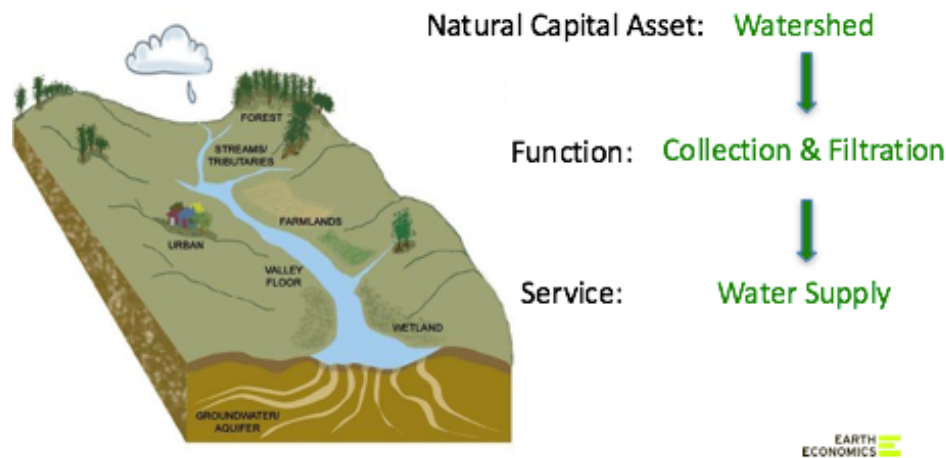 Natural Capital Asset: Watershed
Function: Collection & Filtration
Service: Water Supply
FOREST
STREAMS/
TRIBUTARIES
FARMLANDS
URBAN
VALLEY
FLOOR
WETLAND
GROUNDWATER/
AQUIFER
EARTH
ECONOMICS